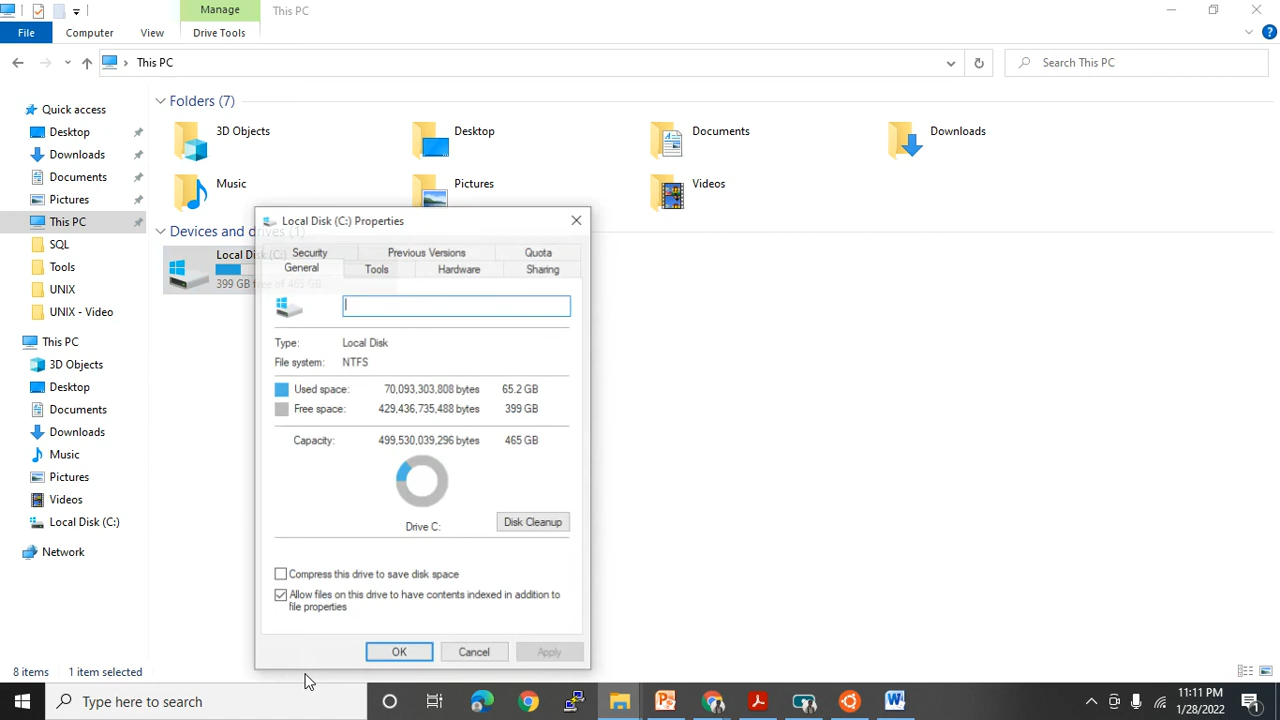 Manage
This PC
File
Computer
View
Drive Tools
This PC
Search This PC
Quick access
Desktop
Downloads
Documents
Pictures
This PC
SQL
Tools
UNIX
UNIX - Video
This PC
3D Objects
Desktop
Documents
Downloads
Music
Pictures
Videos
Local Disk (C:)
Network
Folders (7)
3D Objects
Desktop
Documents
Downloads
Music
Pictures
Videos
Devices and drives (1)
Local Disk (C:)
399 GB free of 465 GB
Local Disk (C:) Properties
Security
Previous Versions
Quota
General
Tools
Hardware
Sharing
Type: Local Disk
File system: NTFS
Used space: 70,093,303,808 bytes 65.2 GB
Free space: 429,436,735,488 bytes 399 GB
Capacity: 499,530,039,296 bytes 465 GB
Drive C:
Disk Cleanup
Compress this drive to save disk space
Allow files on this drive to have contents indexed in addition to
file properties
OK
Cancel
Apply
8 items
1 item selected
Type here to search
11:11 PM
1/28/2022